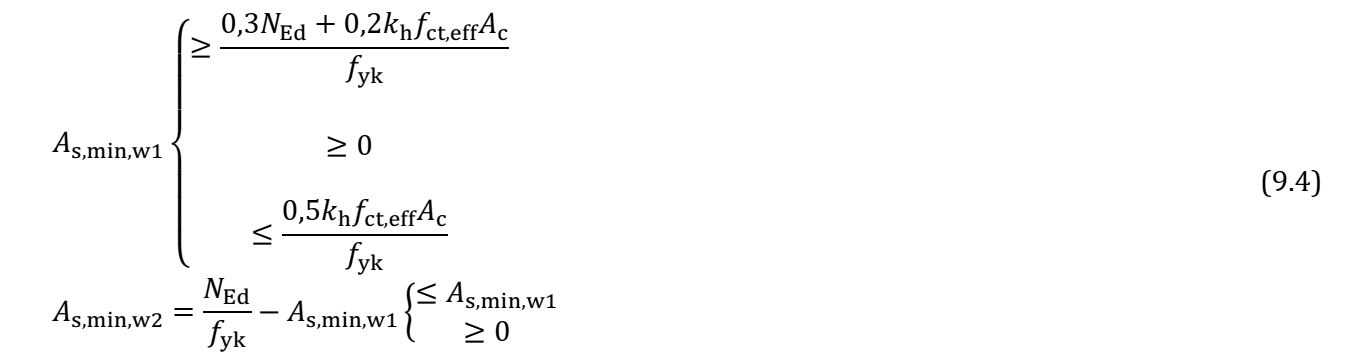 A_s,min,w1 { ≥ (0,3N_Ed + 0,2k_h f_ct,eff A_c) / f_yk
≥ 0
≤ 0,5k_h f_ct,eff A_c / f_yk
(9.4)
A_s,min,w2 = N_Ed / f_yk − A_s,min,w1 { ≤ A_s,min,w1
≥ 0